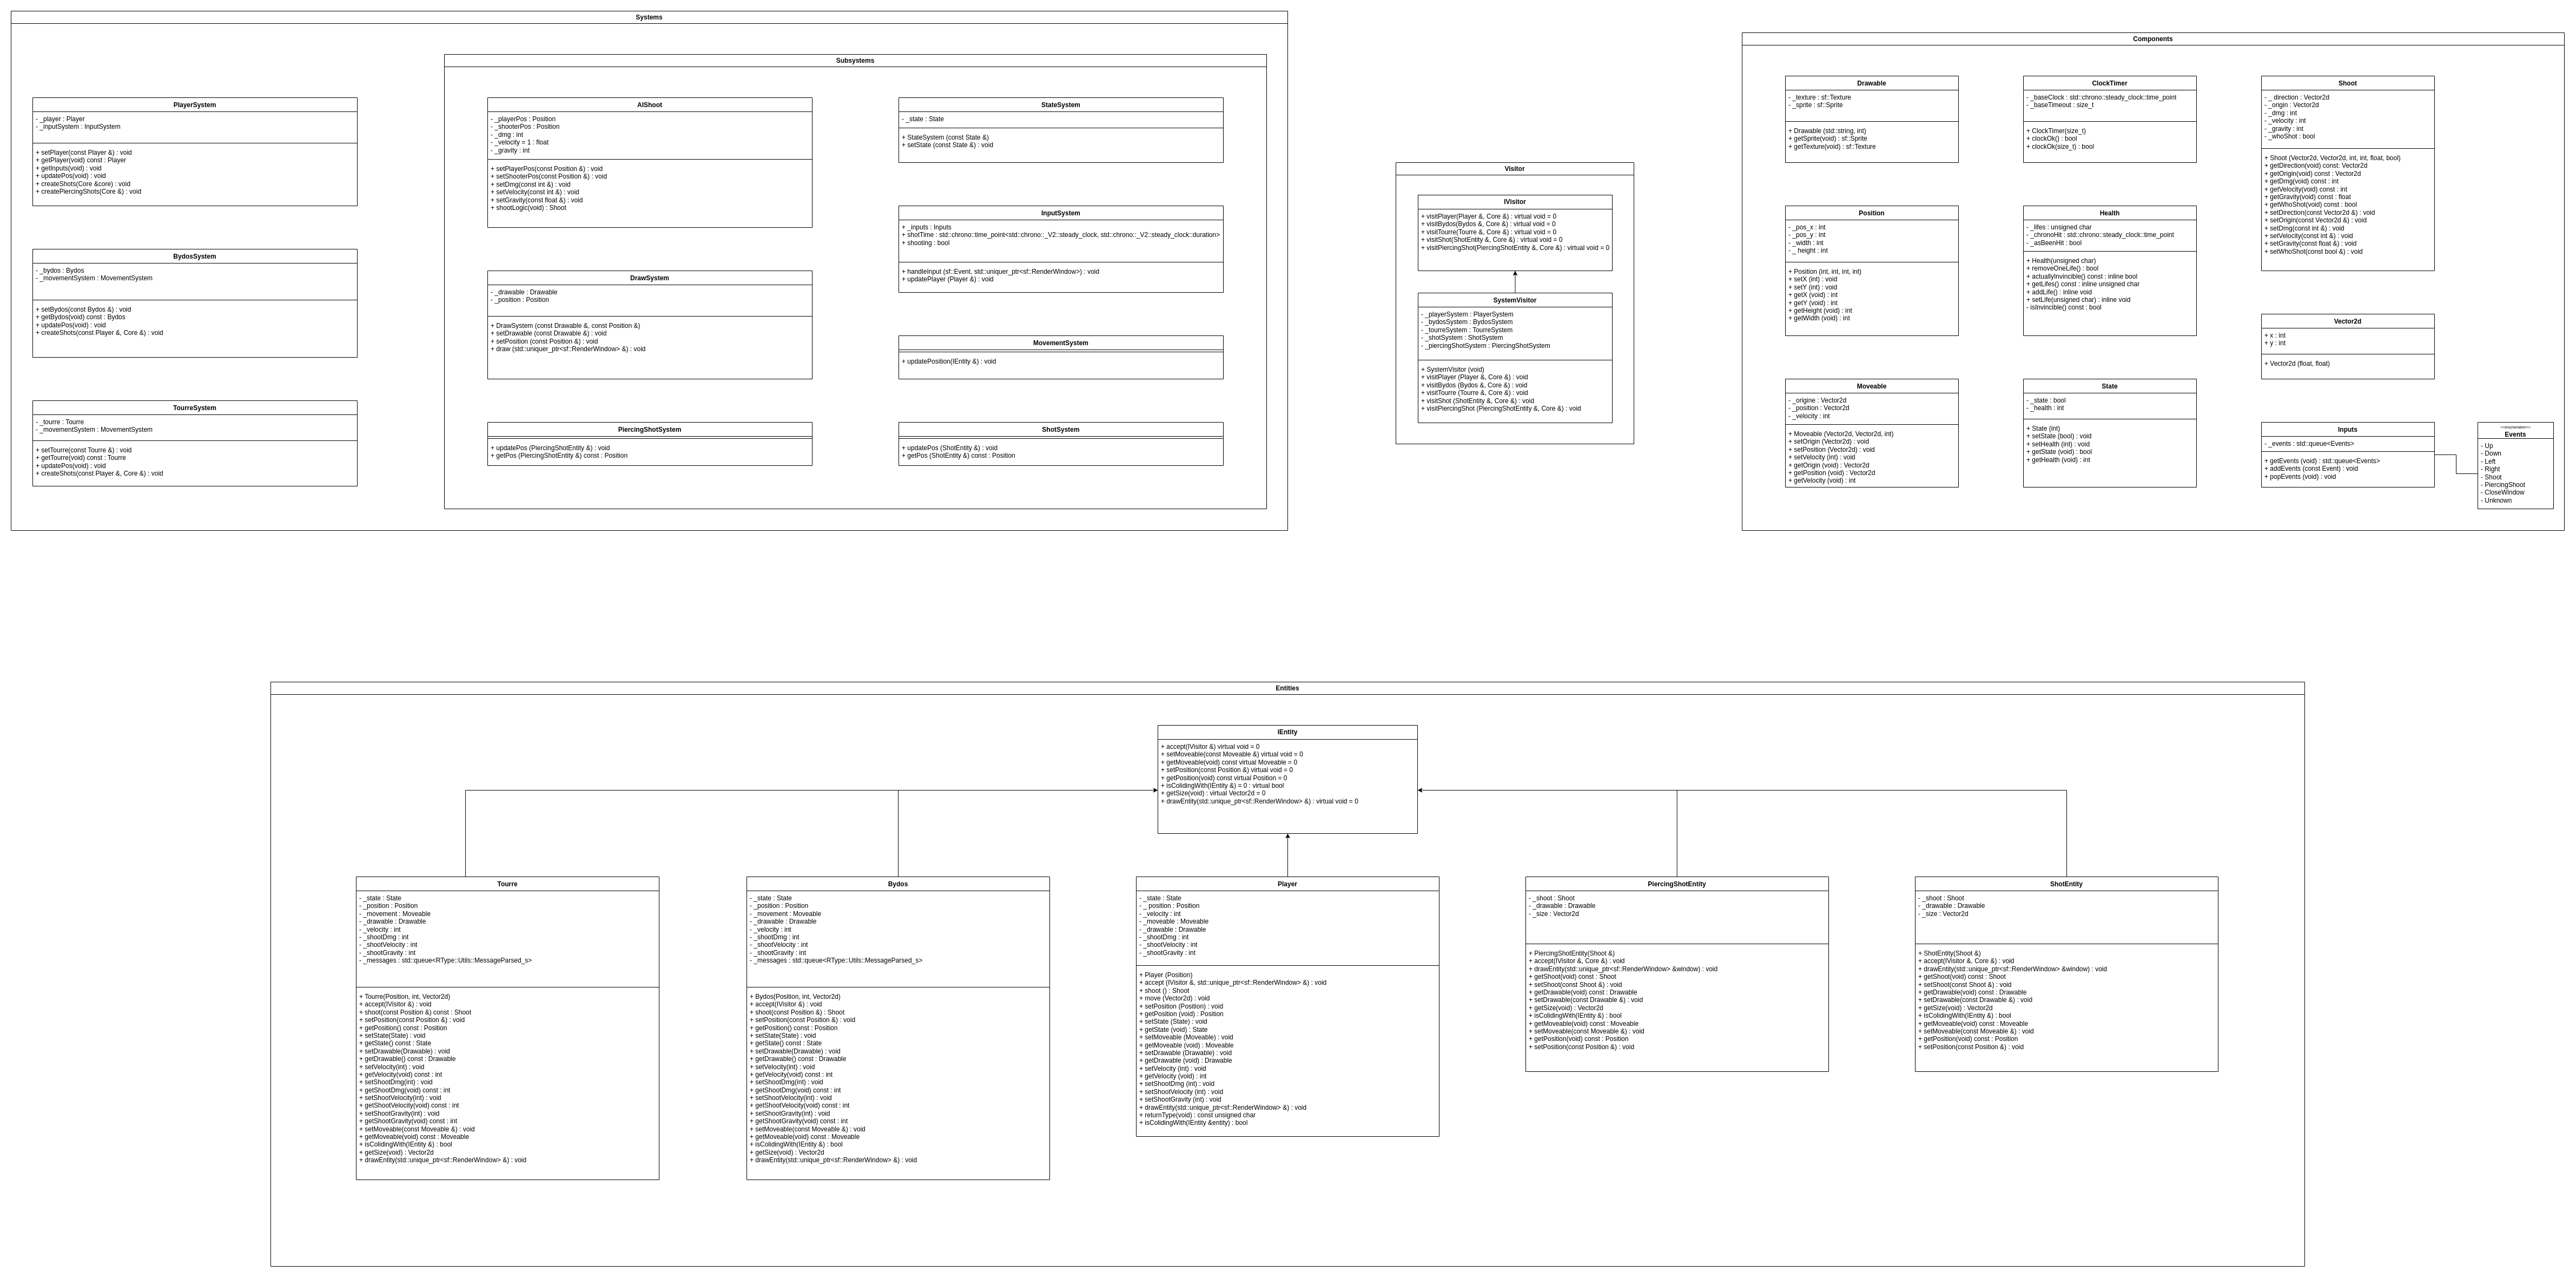 Systems
PlayerSystem
- _player : Player
- _inputSystem : InputSystem
+ setPlayer(const Player &) : void
+ getPlayer(void) const : Player
+ getInputs(void) : void
+ updatePos(void) : void
+ createShots(Core &core) : void
+ createPiercingShots(Core &) : void
BydosSystem
- _bydos : Bydos
- _movementSystem : MovementSystem
+ setBydos(const Bydos &) : void
+ getBydos(void) const : Bydos
+ updatePos(void) : void
+ createShots(const Player &, Core &) : void
TourreSystem
- _tourre : Tourre
- _movementSystem : MovementSystem
+ setTourre(const Tourre &) : void
+ getTourre(void) const : Tourre
+ updatePos(void) : void
+ createShots(const Player &, Core &) : void
Subsystems
AIShoot
- _playerPos : Position
- _shooterPos : Position
- _dmg : int
- _velocity = 1 : float
- _gravity : int
+ setPlayerPos(const Position &) : void
+ setShooterPos(const Position &) : void
+ setDmg(const int &) : void
+ setVelocity(const int &) : void
+ setGravity(const float &) : void
+ shootLogic(void) : Shoot
DrawSystem
- _drawable : Drawable
- _position : Position
+ DrawSystem (const Drawable &, const Position &)
+ setDrawable (const Drawable &) : void
+ setPosition (const Position &) : void
+ draw (std::uniquer_ptr<sf::RenderWindow> &) : void
PiercingShotSystem
+ updatePos (PiercingShotEntity &) : void
+ getPos (PiercingShotEntity &) const : Position
StateSystem
- _state : State
+ StateSystem (const State &)
+ setState (const State &) : void
InputSystem
+ _inputs : Inputs
+ shotTime : std::chrono::time_point<std::chrono::_V2::steady_clock, std::chrono::_V2::steady_clock::duration>
+ shooting : bool
+ handleInput (sf::Event, std::uniquer_ptr<sf::RenderWindow>) : void
+ updatePlayer (Player &) : void
MovementSystem
+ updatePosition(IEntity &) : void
ShotSystem
+ updatePos (ShotEntity &) : void
+ getPos (ShotEntity &) const : Position
Visitor
IVisitor
+ visitPlayer(Player &, Core &) : virtual void = 0
+ visitBydos(Bydos &, Core &) : virtual void = 0
+ visitTourre(Tourre &, Core &) : virtual void = 0
+ visitShot(ShotEntity &, Core &) : virtual void = 0
+ visitPiercingShot(PiercingShotEntity &, Core &) : virtual void = 0
SystemVisitor
- _playerSystem : PlayerSystem
- _bydosSystem : BydosSystem
- _tourreSystem : TourreSystem
- _shotSystem : ShotSystem
- _piercingShotSystem : PiercingShotSystem
+ SystemVisitor (void)
+ visitPlayer (Player &, Core &) : void
+ visitBydos (Bydos &, Core &) : void
+ visitTourre (Tourre &, Core &) : void
+ visitShot (ShotEntity &, Core &) : void
+ visitPiercingShot (PiercingShotEntity &, Core &) : void
Components
Drawable
- _texture : sf::Texture
- _sprite : sf::Sprite
+ Drawable (std::string, int)
+ getSprite(void) : sf::Sprite
+ getTexture(void) : sf::Texture
ClockTimer
- _baseClock : std::chrono::steady_clock::time_point
- _baseTimeout : size_t
+ ClockTimer(size_t)
+ clockOk() : bool
+ clockOk(size_t) : bool
Shoot
- _ direction : Vector2d
- _origin : Vector2d
- _dmg : int
- _velocity : int
- _gravity : int
- _whoShot : bool
+ Shoot (Vector2d, Vector2d, int, int, float, bool)
+ getDirection(void) const: Vector2d
+ getOrigin(void) const : Vector2d
+ getDmg(void) const : int
+ getVelocity(void) const : int
+ getGravity(void) const : float
+ getWhoShot(void) const : bool
+ setDirection(const Vector2d &) : void
+ setOrigin(const Vector2d &) : void
+ setDmg(const int &) : void
+ setVelocity(const int &) : void
+ setGravity(const float &) : void
+ setWhoShot(const bool &) : void
Position
- _pos_x : int
- _pos_y : int
- _width : int
- _ height : int
+ Position (int, int, int, int)
+ setX (int) : void
+ setY (int) : void
+ getX (void) : int
+ getY (void) : int
+ getHeight (void) : int
+ getWidth (void) : int
Health
- _lifes : unsigned char
- _chronoHit : std::chrono::steady_clock::time_point
- _asBeenHit : bool
+ Health(unsigned char)
+ removeOneLife() : bool
+ actuallyInvincible() const : inline bool
+ getLifes() const : inline unsigned char
+ addLife() : inline void
+ setLife(unsigned char) : inline void
- isInvincible() const : bool
Vector2d
+ x : int
+ y : int
+ Vector2d (float, float)
Moveable
- _origine : Vector2d
- _position : Vector2d
- _velocity : int
+ Moveable (Vector2d, Vector2d, int)
+ setOrigin (Vector2d) : void
+ setPosition (Vector2d) : void
+ setVelocity (int) : void
+ getOrigin (void) : Vector2d
+ getPosition (void) : Vector2d
+ getVelocity (void) : int
State
- _state : bool
- _health : int
+ State (int)
+ setState (bool) : void
+ setHealth (int) : void
+ getState (void) : bool
+ getHealth (void) : int
Inputs
- _events : std::queue<Events>
+ getEvents (void) : std::queue<Events>
+ addEvents (const Event) : void
+ popEvents (void) : void
<<enumeration>>
Events
- Up
- Down
- Left
- Right
- Shoot
- PiercingShoot
- CloseWindow
- Unknown
Entities
IEntity
+ accept(IVisitor &) virtual void = 0
+ setMoveable(const Moveable &) virtual void = 0
+ getMoveable(void) const virtual Moveable = 0
+ setPosition(const Position &) virtual void = 0
+ getPosition(void) const virtual Position = 0
+ isColidingWith(IEntity &) = 0 : virtual bool
+ getSize(void) : virtual Vector2d = 0
+ drawEntity(std::unique_ptr<sf::RenderWindow> &) : virtual void = 0
Tourre
- _state : State
- _position : Position
- _movement : Moveable
- _drawable : Drawable
- _velocity : int
- _shootDmg : int
- _shootVelocity : int
- _shootGravity : int
- _messages : std::queue<RType::Utils::MessageParsed_s>
+ Tourre(Position, int, Vector2d)
+ accept(IVisitor &) : void
+ shoot(const Position &) const : Shoot
+ setPosition(const Position &) : void
+ getPosition() const : Position
+ setState(State) : void
+ getState() const : State
+ setDrawable(Drawable) : void
+ getDrawable() const : Drawable
+ setVelocity(int) : void
+ getVelocity(void) const : int
+ setShootDmg(int) : void
+ getShootDmg(void) const : int
+ setShootVelocity(int) : void
+ getShootVelocity(void) const : int
+ setShootGravity(int) : void
+ getShootGravity(void) const : int
+ setMoveable(const Moveable &) : void
+ getMoveable(void) const : Moveable
+ isColidingWith(IEntity &) : bool
+ getSize(void) : Vector2d
+ drawEntity(std::unique_ptr<sf::RenderWindow> &) : void
Bydos
- _state : State
- _position : Position
- _movement : Moveable
- _drawable : Drawable
- _velocity : int
- _shootDmg : int
- _shootVelocity : int
- _shootGravity : int
- _messages : std::queue<RType::Utils::MessageParsed_s>
+ Bydos(Position, int, Vector2d)
+ accept(IVisitor &) : void
+ shoot(const Position &) : Shoot
+ setPosition(const Position &) : void
+ getPosition() const : Position
+ setState(State) : void
+ getState() const : State
+ setDrawable(Drawable) : void
+ getDrawable() const : Drawable
+ setVelocity(int) : void
+ getVelocity(void) const : int
+ setShootDmg(int) : void
+ getShootDmg(void) const : int
+ setShootVelocity(int) : void
+ getShootVelocity(void) const : int
+ setShootGravity(int) : void
+ getShootGravity(void) const : int
+ setMoveable(const Moveable &) : void
+ getMoveable(void) const : Moveable
+ isColidingWith(IEntity &) : bool
+ getSize(void) : Vector2d
+ drawEntity(std::unique_ptr<sf::RenderWindow> &) : void
Player
- _state : State
- _ position : Position
- _velocity : int
- _moveable : Moveable
- _drawable : Drawable
- _shootDmg : int
- _shootVelocity : int
- _shootGravity : int
+ Player (Position)
+ accept (IVisitor &, std::unique_ptr<sf::RenderWindow> &) : void
+ shoot () : Shoot
+ move (Vector2d) : void
+ setPosition (Position) : void
+ getPosition (void) : Position
+ setState (State) : void
+ getState (void) : State
+ setMoveable (Moveable) : void
+ getMoveable (void) : Moveable
+ setDrawable (Drawable) : void
+ getDrawable (void) : Drawable
+ setVelocity (int) : void
+ getVelocity (void) : int
+ setShootDmg (int) : void
+ setShootVelocity (int) : void
+ setShootGravity (int) : void
+ drawEntity(std::unique_ptr<sf::RenderWindow> &) : void
+ returnType(void) : const unsigned char
+ isColidingWith(IEntity &entity) : bool
PiercingShotEntity
- _shoot : Shoot
- _drawable : Drawable
- _size : Vector2d
+ PiercingShotEntity(Shoot &)
+ accept(IVisitor &, Core &) : void
+ drawEntity(std::unique_ptr<sf::RenderWindow> &window) : void
+ getShoot(void) const : Shoot
+ setShoot(const Shoot &) : void
+ getDrawable(void) const : Drawable
+ setDrawable(const Drawable &) : void
+ getSize(void) : Vector2d
+ isColidingWith(IEntity &) : bool
+ getMoveable(void) const : Moveable
+ setMoveable(const Moveable &) : void
+ getPosition(void) const : Position
+ setPosition(const Position &) : void
ShotEntity
- _shoot : Shoot
- _drawable : Drawable
- _size : Vector2d
+ ShotEntity(Shoot &)
+ accept(IVisitor &, Core &) : void
+ drawEntity(std::unique_ptr<sf::RenderWindow> &window) : void
+ getShoot(void) const : Shoot
+ setShoot(const Shoot &) : void
+ getDrawable(void) const : Drawable
+ setDrawable(const Drawable &) : void
+ getSize(void) : Vector2d
+ isColidingWith(IEntity &) : bool
+ getMoveable(void) const : Moveable
+ setMoveable(const Moveable &) : void
+ getPosition(void) const : Position
+ setPosition(const Position &) : void